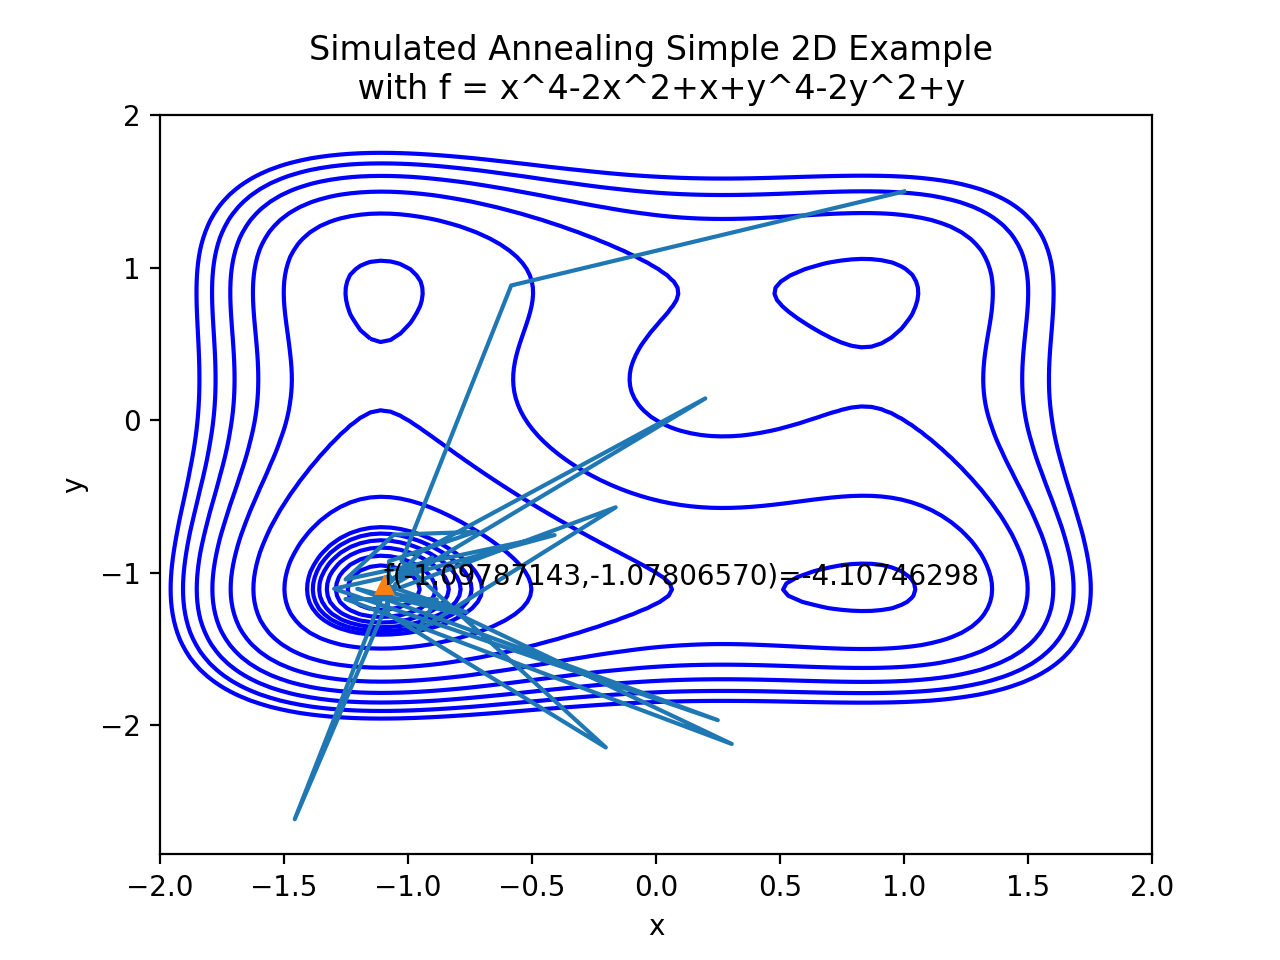 Simulated Annealing Simple 2D Example
with f = x^4-2x^2+x+y^4-2y^2+y
2
1
0
−1
−2
y
f(-1.09787143,-1.07806570)=-4.10746298
−2.0 −1.5 −1.0 −0.5 0.0 0.5 1.0 1.5 2.0
x